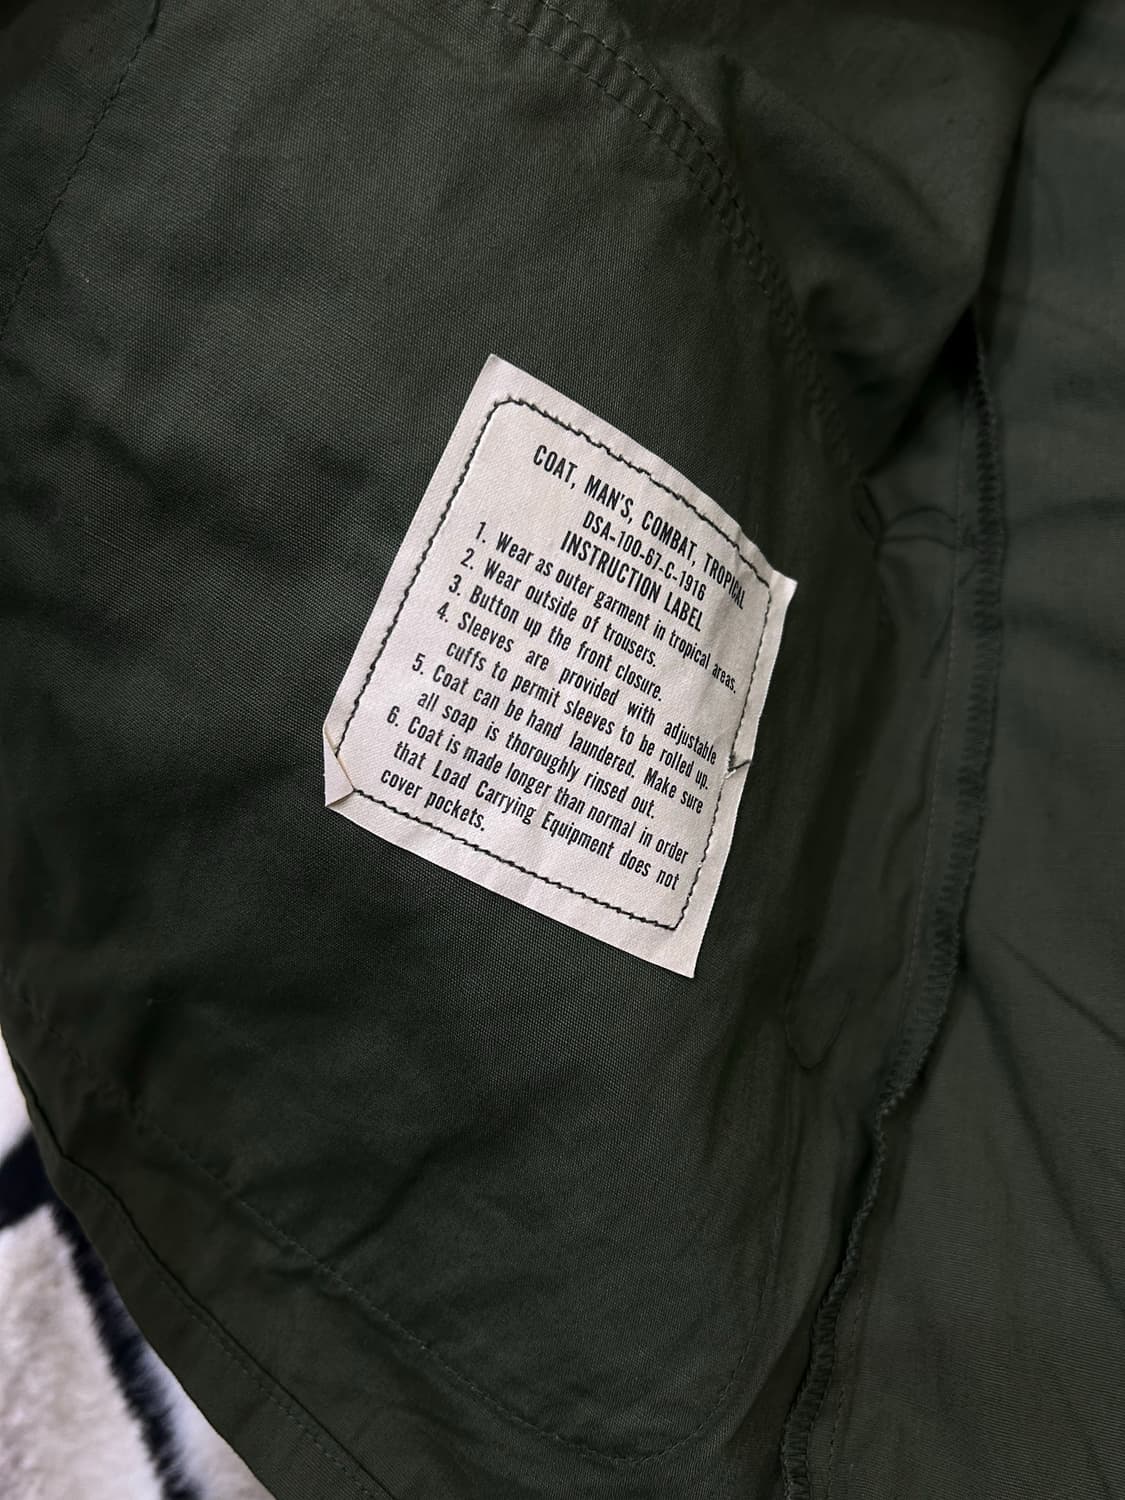 COAT, MAN'S, COMBAT, TROPICAL
DSA-100-67-C-1916
INSTRUCTION LABEL
1. Wear as outer garment in tropical areas.
2. Wear outside of trousers.
3. Button up the front closure.
4. Sleeves are provided with adjustable
cuffs to permit sleeves to be rolled up.
5. Coat can be hand laundered. Make sure
all soap is thoroughly rinsed out.
6. Coat is made longer than normal in order
that Load Carrying Equipment does not
cover pockets.